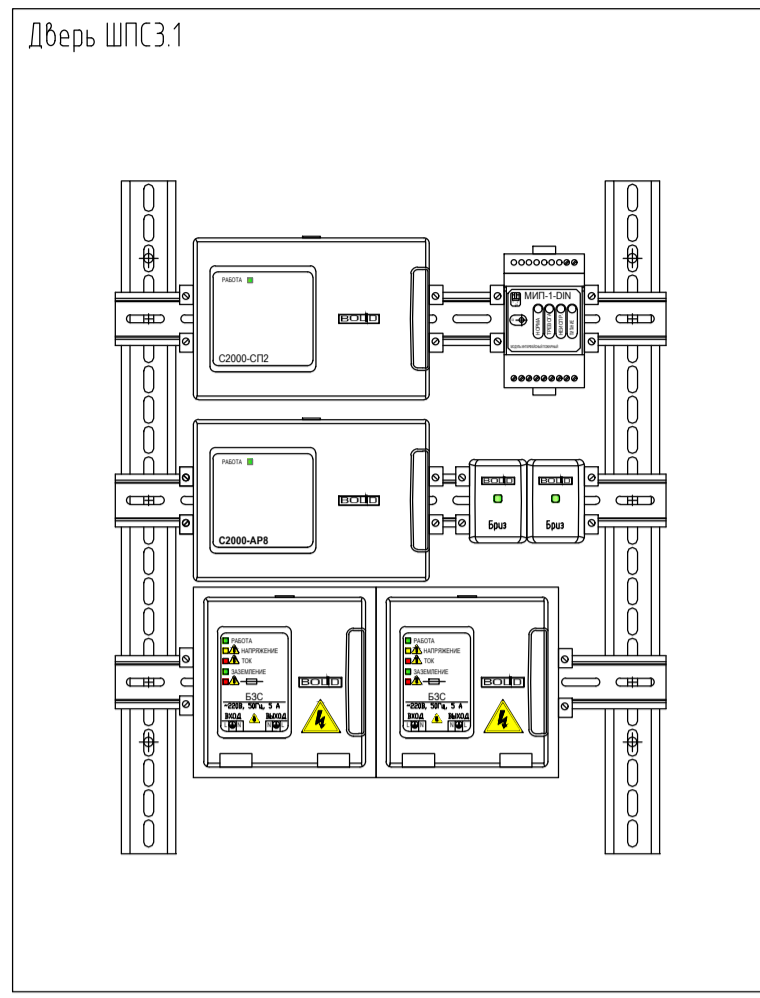 Дверь ШПС3.1
РАБОТА
BOLID
С2000-СП2
МИП-1-DIN
НОРМА
ТРЕВОГА
РАБОТА
BOLID
С2000-АР8
BOLID
BOLID
Бриз
Бриз
РАБОТА
НАПРЯЖЕНИЕ
ТОК
ЗАЗЕМЛЕНИЕ
BOLID
БЗС
~220В, 50Гц, 5 А
ВХОД ВЫХОД
L N N L
РАБОТА
НАПРЯЖЕНИЕ
ТОК
ЗАЗЕМЛЕНИЕ
BOLID
БЗС
~220В, 50Гц, 5 А
ВХОД ВЫХОД
L N N L